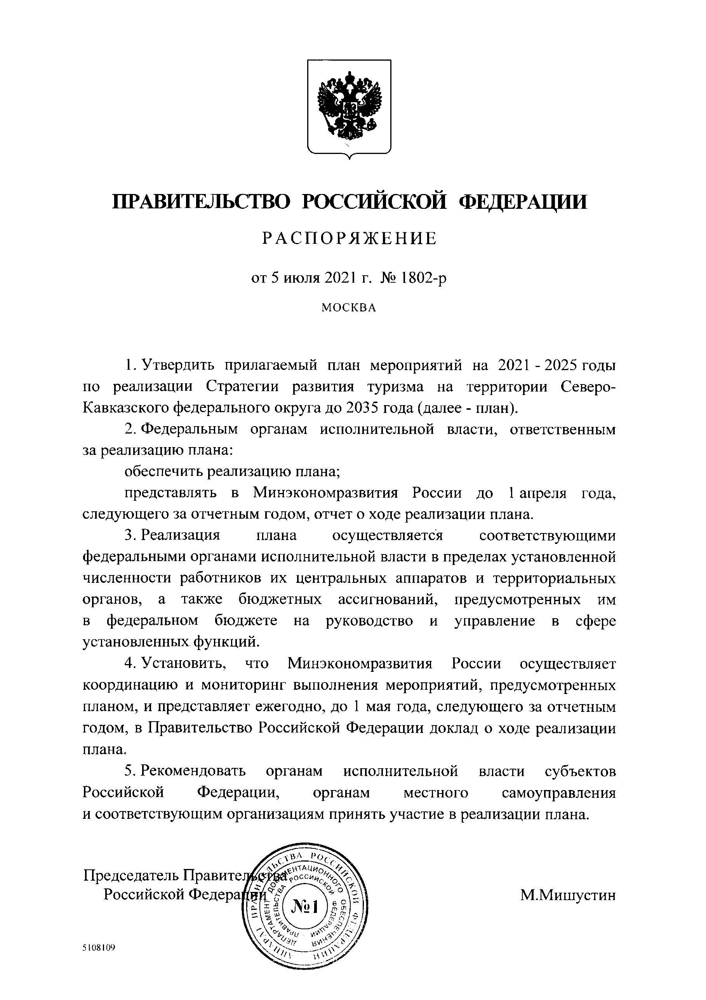 ПРАВИТЕЛЬСТВО РОССИЙСКОЙ ФЕДЕРАЦИИ
РАСПОРЯЖЕНИЕ
от 5 июля 2021 г. № 1802-р
МОСКВА
1. Утвердить прилагаемый план мероприятий на 2021 - 2025 годы
по реализации Стратегии развития туризма на территории Северо-
Кавказского федерального округа до 2035 года (далее - план).
2. Федеральным органам исполнительной власти, ответственным
за реализацию плана:
обеспечить реализацию плана;
представлять в Минэкономразвития России до 1 апреля года,
следующего за отчетным годом, отчет о ходе реализации плана.
3. Реализация плана осуществляется соответствующими
федеральными органами исполнительной власти в пределах установленной
численности работников их центральных аппаратов и территориальных
органов, а также бюджетных ассигнований, предусмотренных им
в федеральном бюджете на руководство и управление в сфере
установленных функций.
4. Установить, что Минэкономразвития России осуществляет
координацию и мониторинг выполнения мероприятий, предусмотренных
планом, и представляет ежегодно, до 1 мая года, следующего за отчетным
годом, в Правительство Российской Федерации доклад о ходе реализации
плана.
5. Рекомендовать органам исполнительной власти субъектов
Российской Федерации, органам местного самоуправления
и соответствующим организациям принять участие в реализации плана.
Председатель Правительства
Российской Федерации
М.Мишустин
АППАРАТ ПРАВИТЕЛЬСТВА РОССИЙСКОЙ ФЕДЕРАЦИИ
ДЕПАРТАМЕНТ ДОКУМЕНТАЦИОННОГО ОБЕСПЕЧЕНИЯ
ПРАВИТЕЛЬСТВА РОССИЙСКОЙ ФЕДЕРАЦИИ
№1
5108109